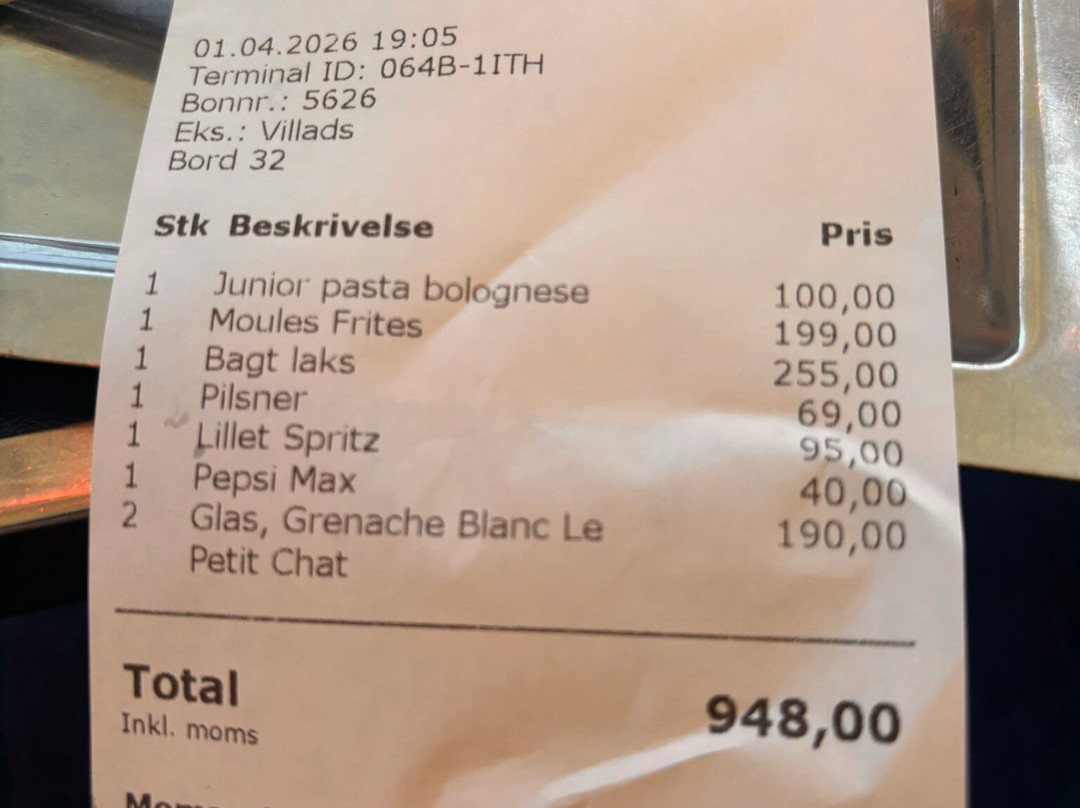 01.04.2026 19:05
Terminal ID: 064B-1ITH
Bonnr.: 5626
Eks.: Villads
Bord 32
Stk Beskrivelse Pris
1 Junior pasta bolognese 100,00
1 Moules Frites 199,00
1 Bagt laks 255,00
1 Pilsner 69,00
1 Lillet Spritz 95,00
1 Pepsi Max 40,00
2 Glas, Grenache Blanc Le 190,00
Petit Chat
Total 948,00
Inkl. moms